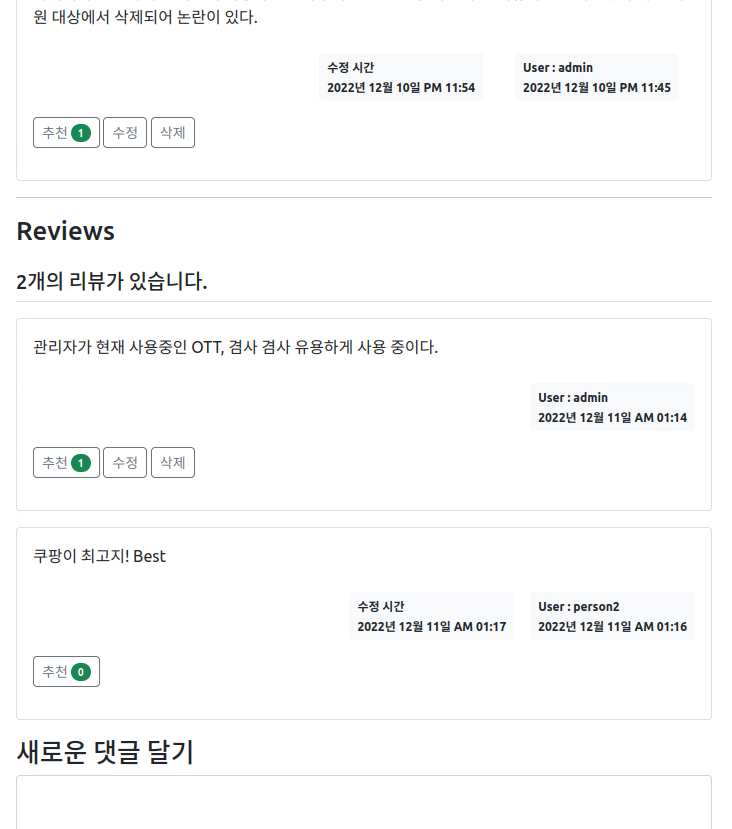 원 대상에서 삭제되어 논란이 있다.
수정 시간
2022년 12월 10일 PM 11:54
User : admin
2022년 12월 10일 PM 11:45
추천 1 수정 삭제
Reviews
2개의 리뷰가 있습니다.
관리자가 현재 사용중인 OTT, 겸사 겸사 유용하게 사용 중이다.
User : admin
2022년 12월 11일 AM 01:14
추천 1 수정 삭제
쿠팡이 최고지! Best
수정 시간
2022년 12월 11일 AM 01:17
User : person2
2022년 12월 11일 AM 01:16
추천 0
새로운 댓글 달기